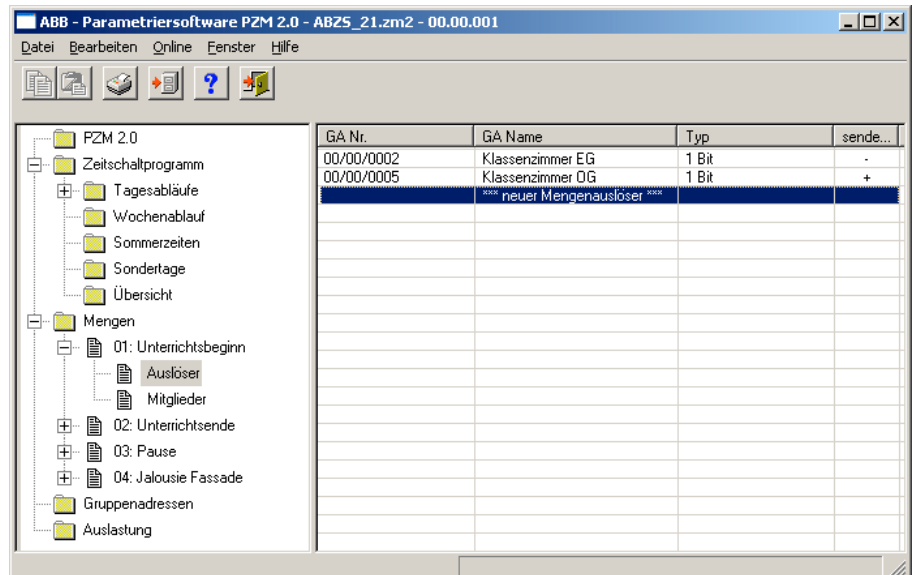 ABB - Parametriersoftware PZM 2.0 - ABZS_21.zm2 - 00.00.001
Datei Bearbeiten Online Fenster Hilfe
PZM 2.0
Zeitschaltprogramm
Tagesabläufe
Wochenablauf
Sommerzeiten
Sondertage
Übersicht
Mengen
01: Unterrichtsbeginn
Auslöser
Mitglieder
02: Unterrichtsende
03: Pause
04: Jalousie Fassade
Gruppenadressen
Auslastung
GA Nr. GA Name Typ sende...
00/00/0002 Klassenzimmer EG 1 Bit -
00/00/0005 Klassenzimmer OG 1 Bit +
*** neuer Mengenauslöser ***